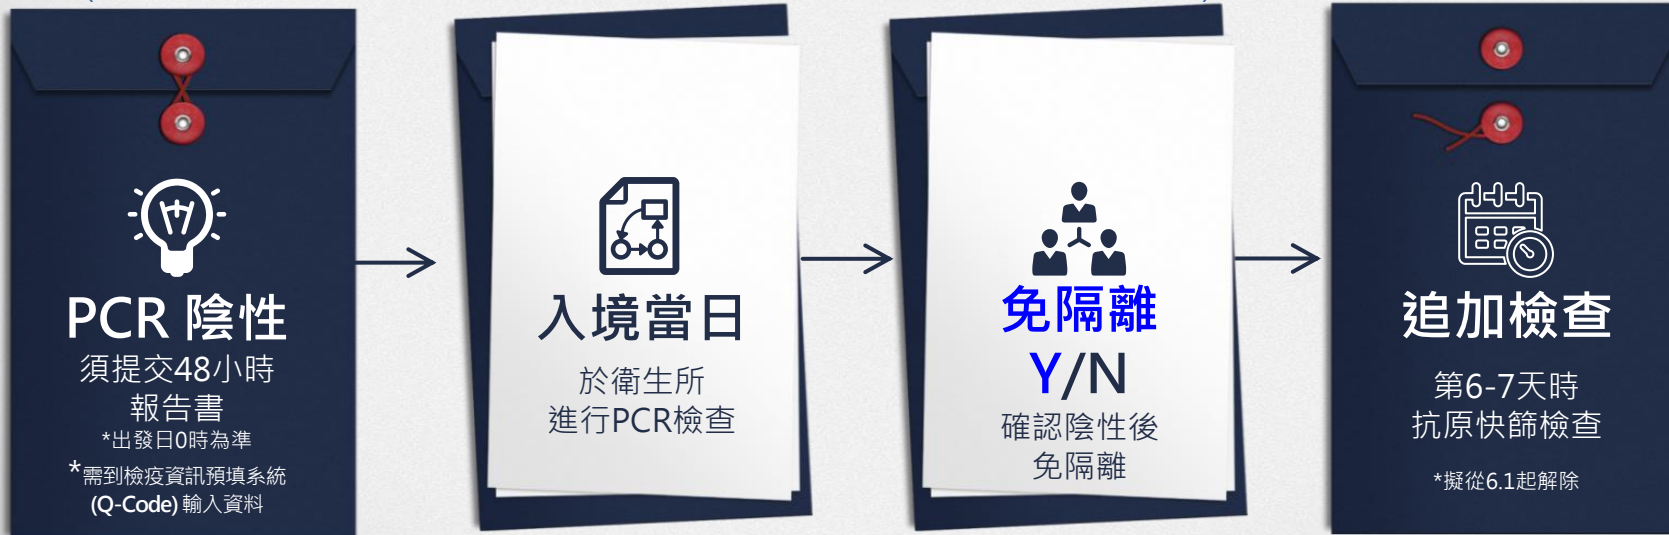 PCR 陰性
須提交48小時
報告書
*出發日0時為準
*需到檢疫資訊預填系統
(Q-Code) 輸入資料
入境當日
於衛生所
進行PCR檢查
免隔離
Y/N
確認陰性後
免隔離
追加檢查
第6-7天時
抗原快篩檢查
*擬從6.1起解除